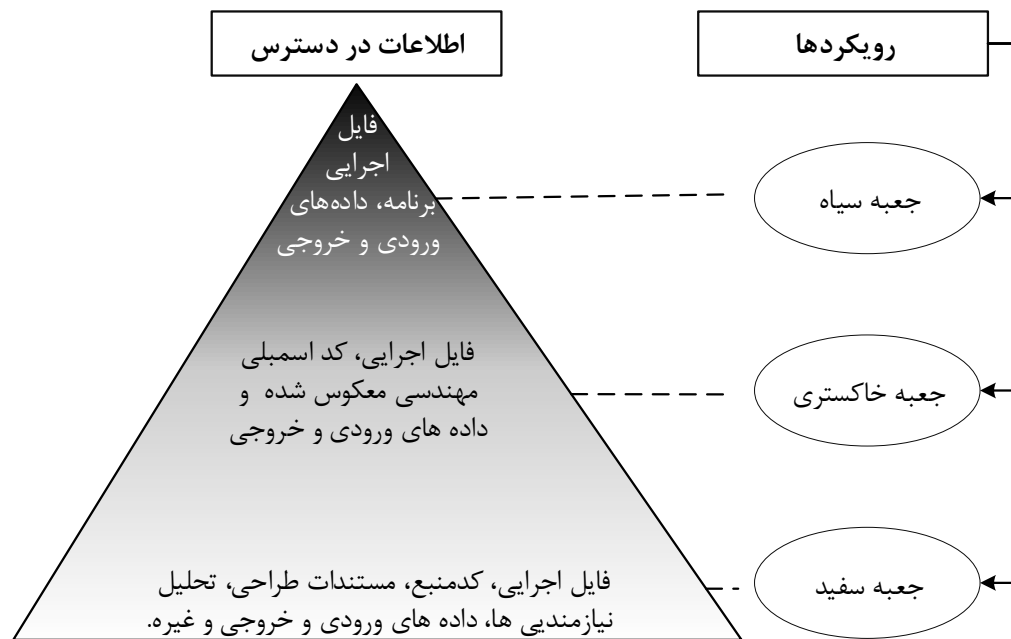 رویکردها
اطلاعات در دسترس
جعبه سیاه
فایل
اجرایی
برنامه، داده‌های
ورودی و خروجی
جعبه خاکستری
فایل اجرایی، کد اسمبلی
مهندسی معکوس شده و
داده های ورودی و خروجی
جعبه سفید
فایل اجرایی، کدمنبع، مستندات طراحی، تحلیل
نیازمندیی ها، داده های ورودی و خروجی و غیره.